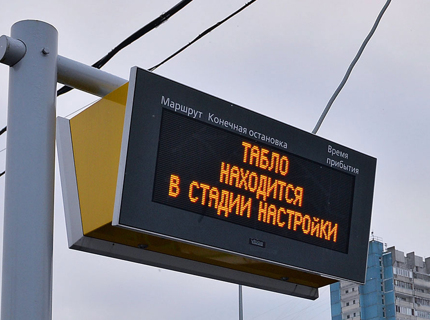 Маршрут Конечная остановка Время
прибытия
ТАБЛО
НАХОДИТСЯ
В СТАДИИ НАСТРОЙКИ